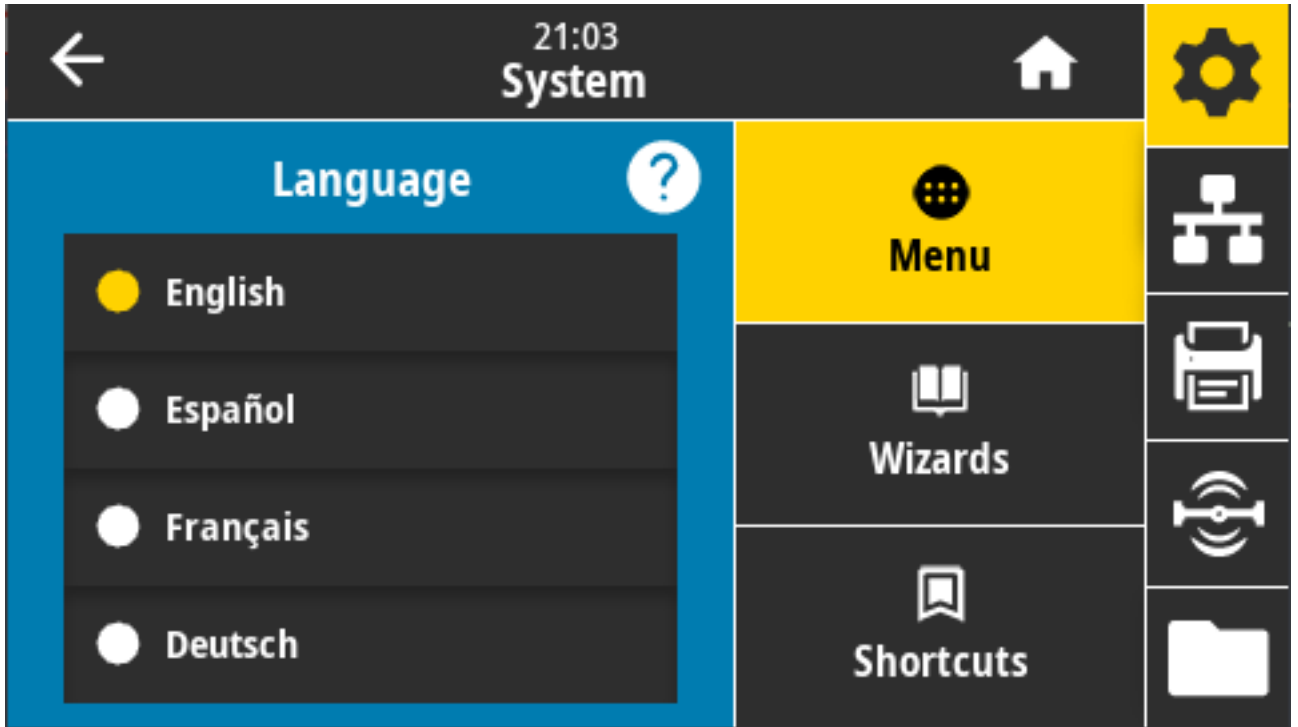 21:03
System
Language
?
English
Español
Français
Deutsch
Menu
Wizards
Shortcuts